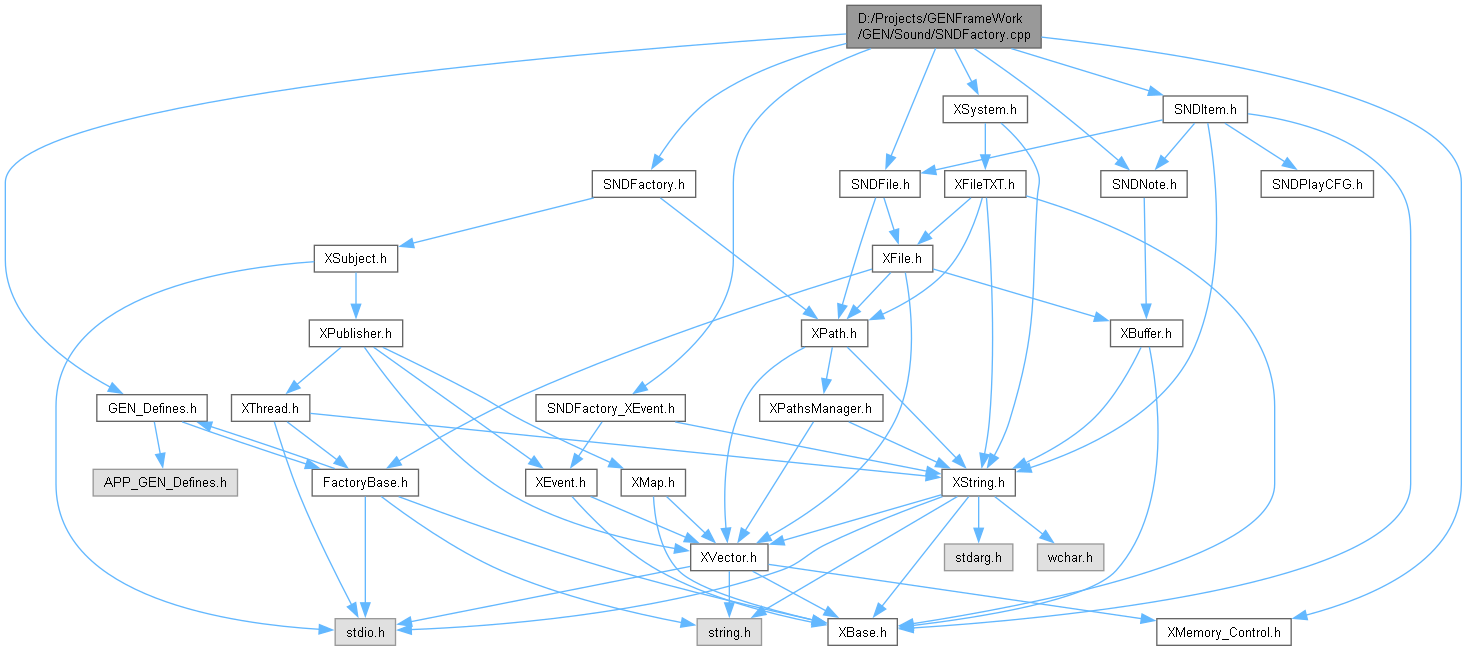 D:/Projects/GENFrameWork
/GEN/Sound/SNDFactory.cpp
XSystem.h
SNDItem.h
SNDFactory.h
SNDFile.h
XFileTXT.h
SNDNote.h
SNDPlayCFG.h
XSubject.h
XFile.h
XPublisher.h
XPath.h
XBuffer.h
GEN_Defines.h
XThread.h
SNDFactory_XEvent.h
XPathsManager.h
APP_GEN_Defines.h
FactoryBase.h
XEvent.h
XMap.h
XString.h
XVector.h
stdarg.h
wchar.h
stdio.h
string.h
XBase.h
XMemory_Control.h